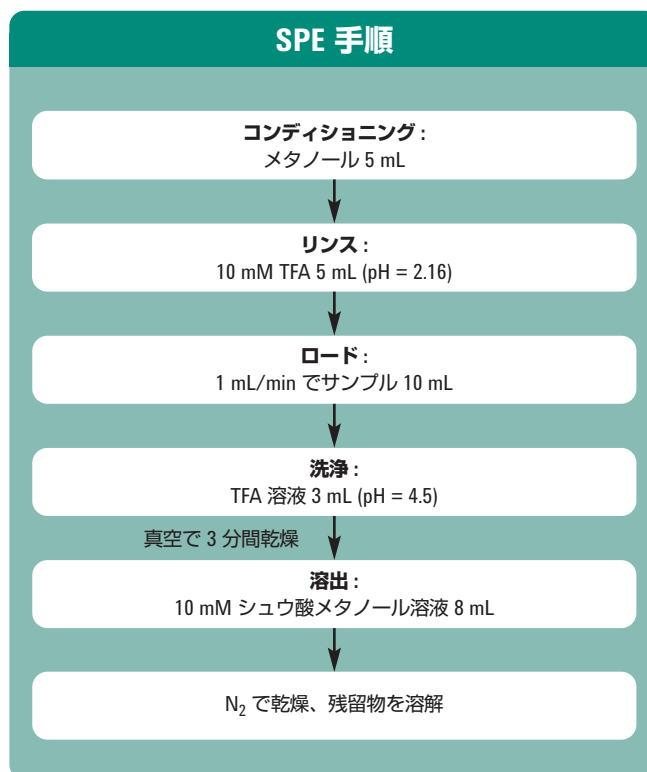 SPE 手順
コンディショニング :
メタノール 5 mL
リンス :
10 mM TFA 5 mL (pH = 2.16)
ロード :
1 mL/min でサンプル 10 mL
洗浄 :
TFA 溶液 3 mL (pH = 4.5)
真空で 3 分間乾燥
溶出 :
10 mM シュウ酸メタノール溶液 8 mL
N₂ で乾燥、残留物を溶解